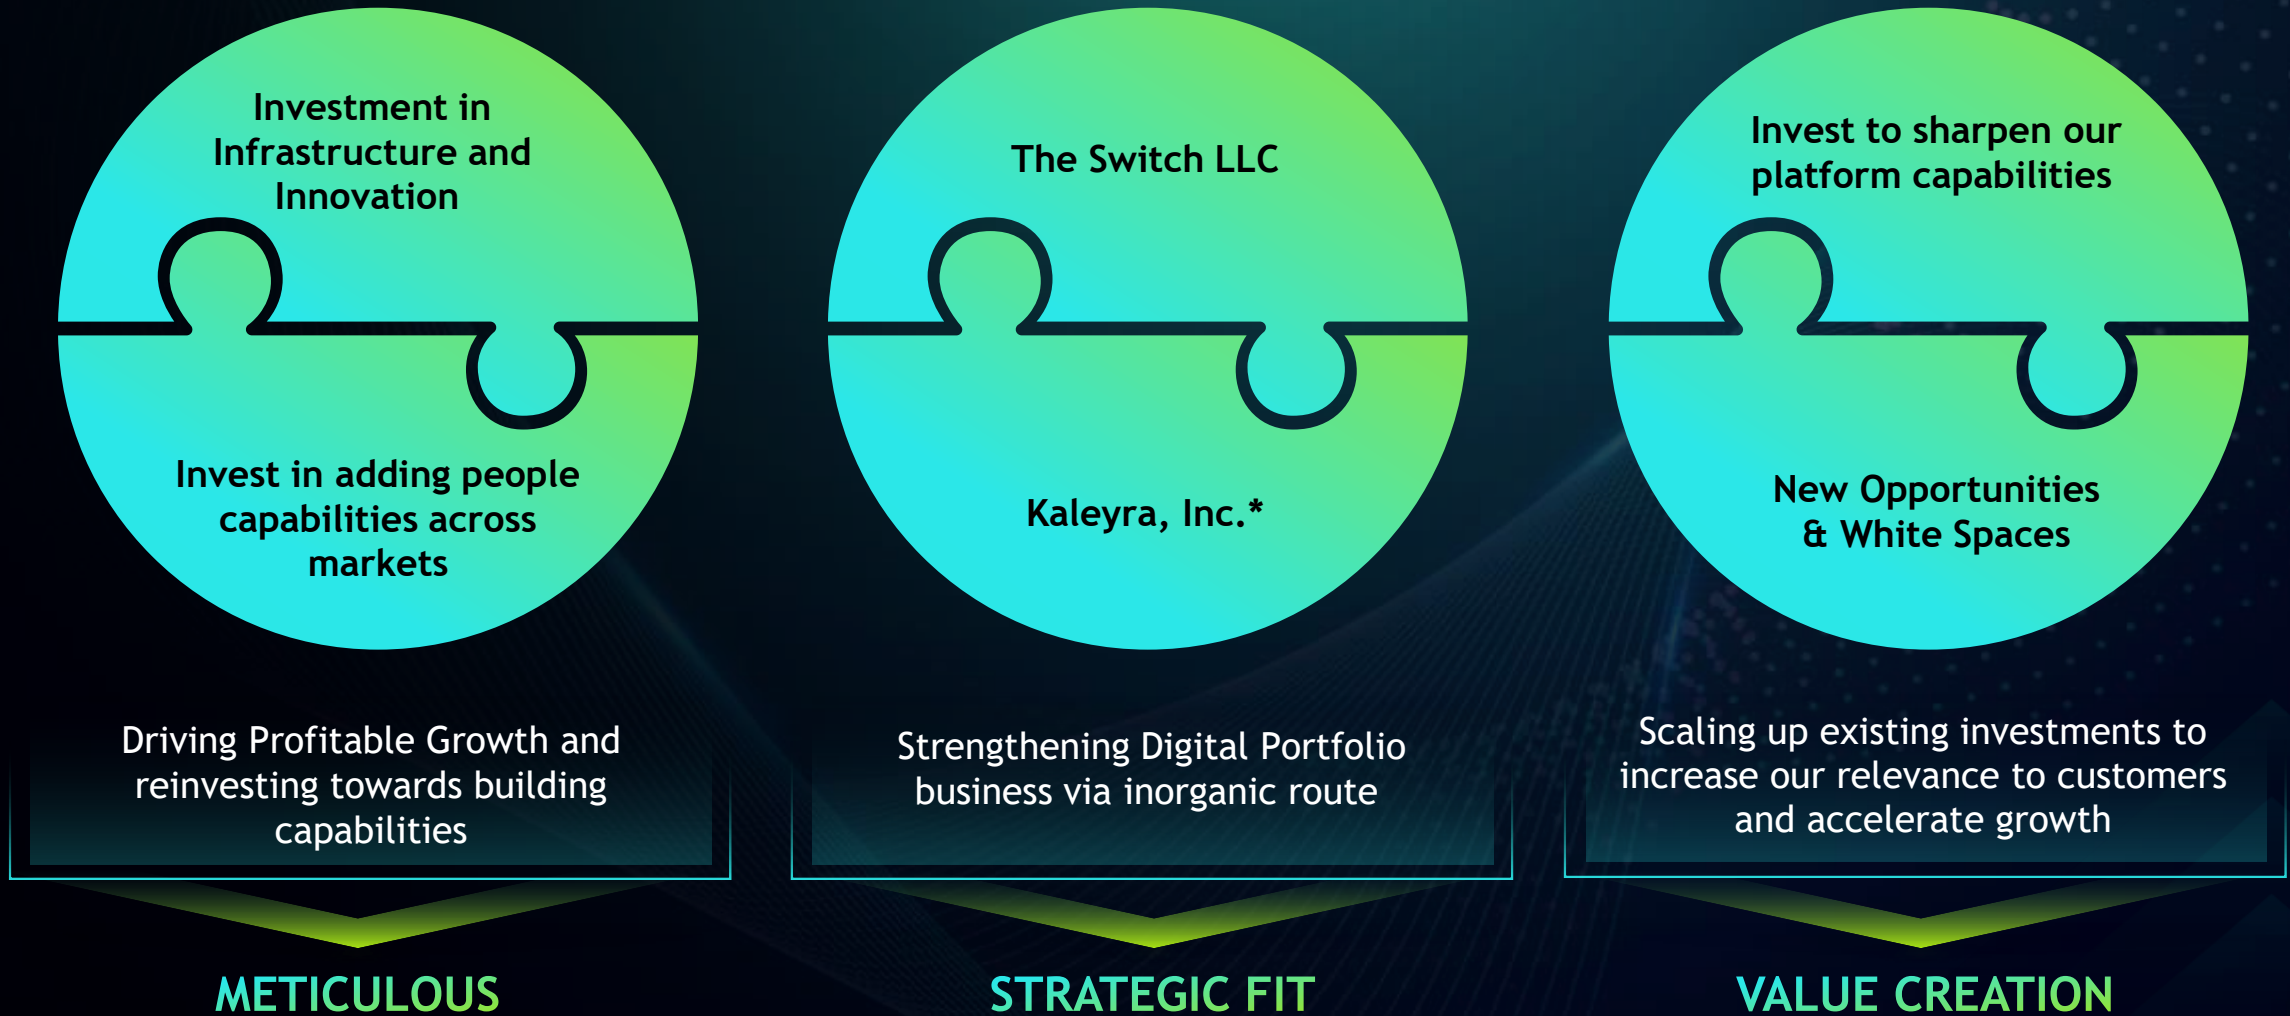 Investment in
Infrastructure and
Innovation
Invest in adding people
capabilities across
markets
Driving Profitable Growth and
reinvesting towards building
capabilities
METICULOUS
The Switch LLC
Kaleyra, Inc.*
Strengthening Digital Portfolio
business via inorganic route
STRATEGIC FIT
Invest to sharpen our
platform capabilities
New Opportunities
& White Spaces
Scaling up existing investments to
increase our relevance to customers
and accelerate growth
VALUE CREATION